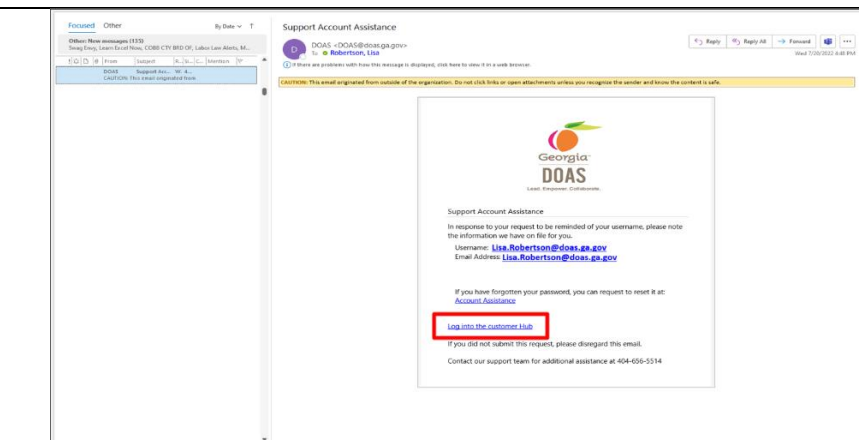 Focused Other By Date
Other: New messages (135)
Swag Envy, Learn Excel Now, COBB CTY BRD OF, Labor Law Alerts, M...
From Subject R... Si... C... Mention
DOAS Support Acc... W: 4...
CAUTION: This email originated from
Support Account Assistance
D
DOAS <DOAS@doas.ga.gov>
To Robertson, Lisa
Reply Reply All Forward
Wed 7/20/2022 4:48 PM
If there are problems with how this message is displayed, click here to view it in a web browser.
CAUTION: This email originated from outside of the organization. Do not click links or open attachments unless you recognize the sender and know the content is safe.
Georgia
DOAS
Lead. Empower. Collaborate.
Support Account Assistance
In response to your request to be reminded of your username, please note
the information we have on file for you.
Username: Lisa.Robertson@doas.ga.gov
Email Address: Lisa.Robertson@doas.ga.gov
If you have forgotten your password, you can request to reset it at:
Account Assistance
Log into the customer Hub
If you did not submit this request, please disregard this email.
Contact our support team for additional assistance at 404-656-5514